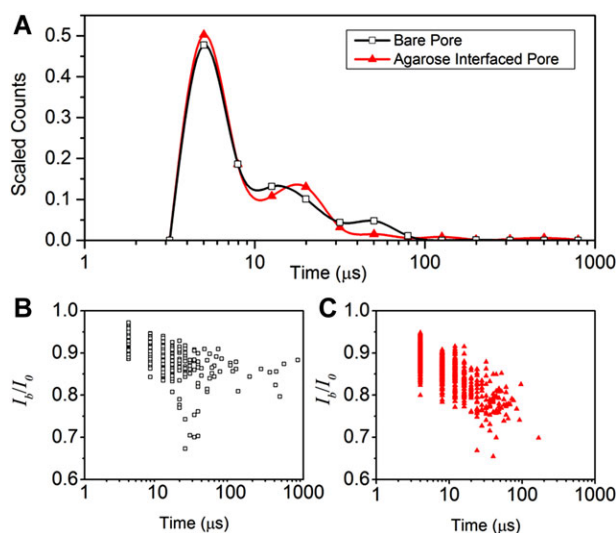 A
Scaled Counts
0.5
0.4
0.3
0.2
0.1
0.0
Bare Pore
Agarose Interfaced Pore
1 10 100 1000
Time (μs)
B
I_b/I_0
1.0
0.9
0.8
0.7
0.6
1 10 100 1000
Time (μs)
C
I_b/I_0
1.0
0.9
0.8
0.7
0.6
1 10 100 1000
Time (μs)